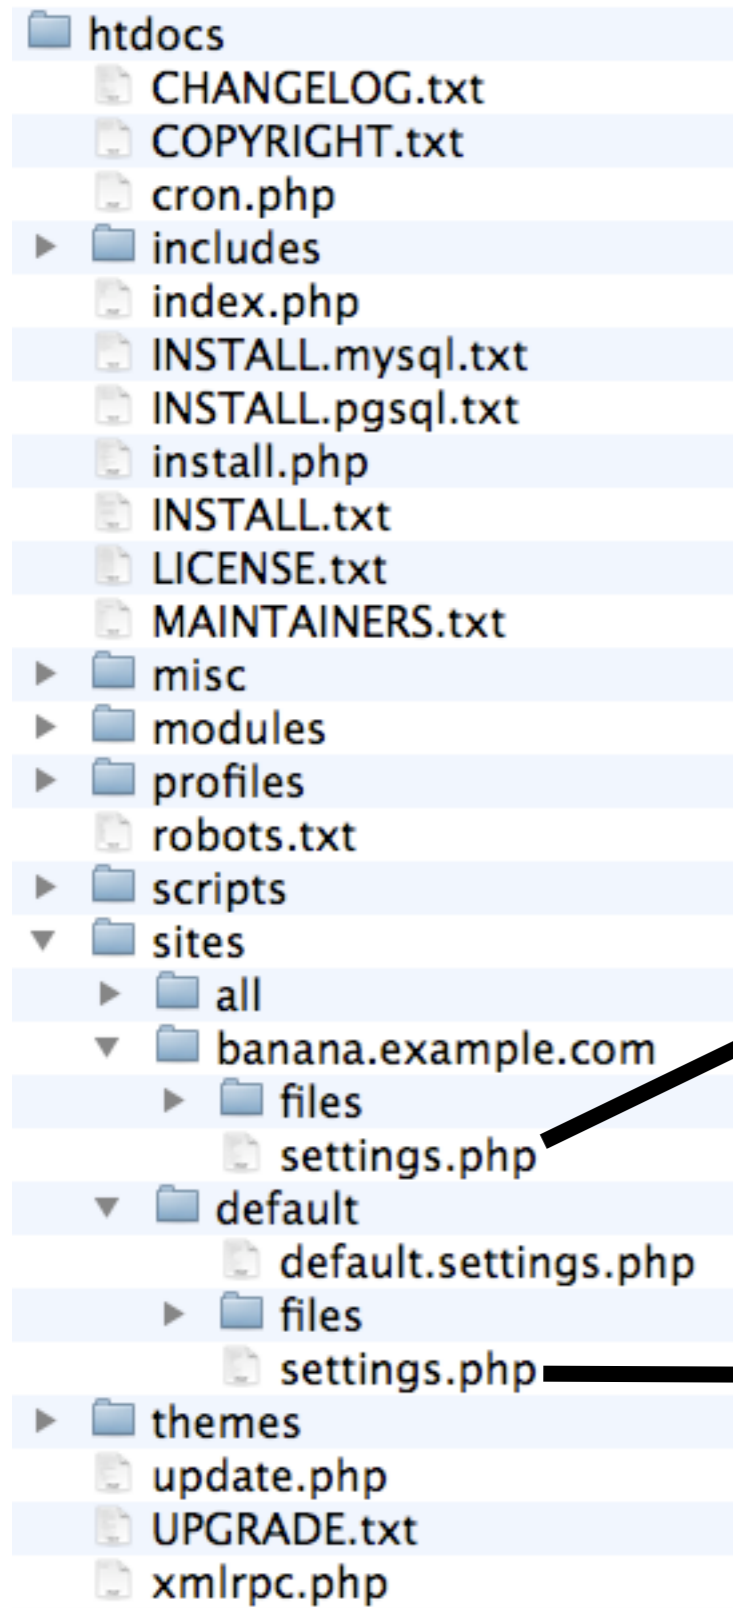 htdocs
CHANGELOG.txt
COPYRIGHT.txt
cron.php
includes
index.php
INSTALL.mysql.txt
INSTALL.pgsql.txt
install.php
INSTALL.txt
LICENSE.txt
MAINTAINERS.txt
misc
modules
profiles
robots.txt
scripts
sites
all
banana.example.com
files
settings.php
default
default.settings.php
files
settings.php
themes
update.php
UPGRADE.txt
xmlrpc.php